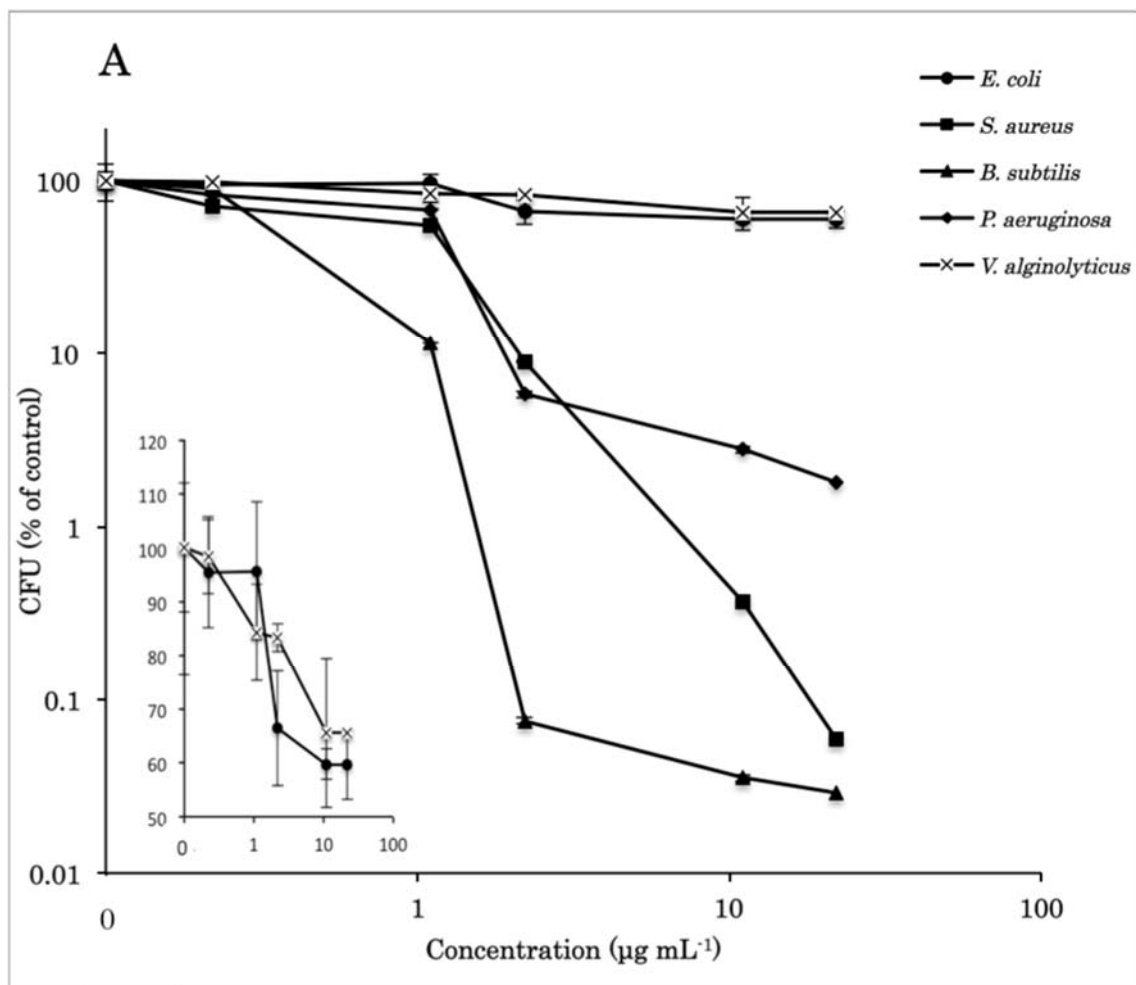 A
E. coli
S. aureus
B. subtilis
P. aeruginosa
V. alginolyticus
100
10
1
0.1
0.01
CFU (% of control)
120
110
100
90
80
70
60
50
0 1 10 100
0 1 10 100
Concentration (µg mL⁻¹)